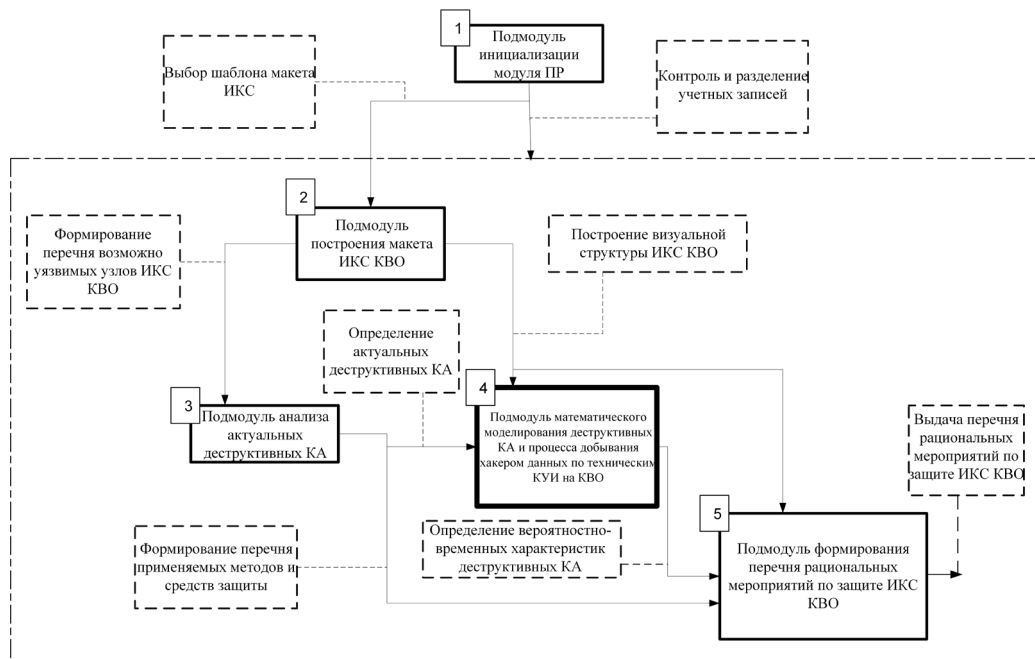 1
Подмодуль
инициализации
модуля ПР
Выбор шаблона макета
ИКС
Контроль и разделение
учетных записей
2
Подмодуль
построения макета
ИКС КВО
Формирование
перечня возможно
уязвимых узлов ИКС
КВО
Построение визуальной
структуры ИКС КВО
Определение
актуальных
деструктивных КА
3
Подмодуль анализа
актуальных
деструктивных КА
4
Подмодуль математического
моделирования деструктивных
КА и процесса добывания
хакером данных по техническим
КУИ на КВО
Выдача перечня
рациональных
мероприятий по
защите ИКС КВО
Формирование перечня
применяемых методов и
средств защиты
Определение вероятностно-
временных характеристик
деструктивных КА
5
Подмодуль формирования
перечня рациональных
мероприятий по защите ИКС
КВО